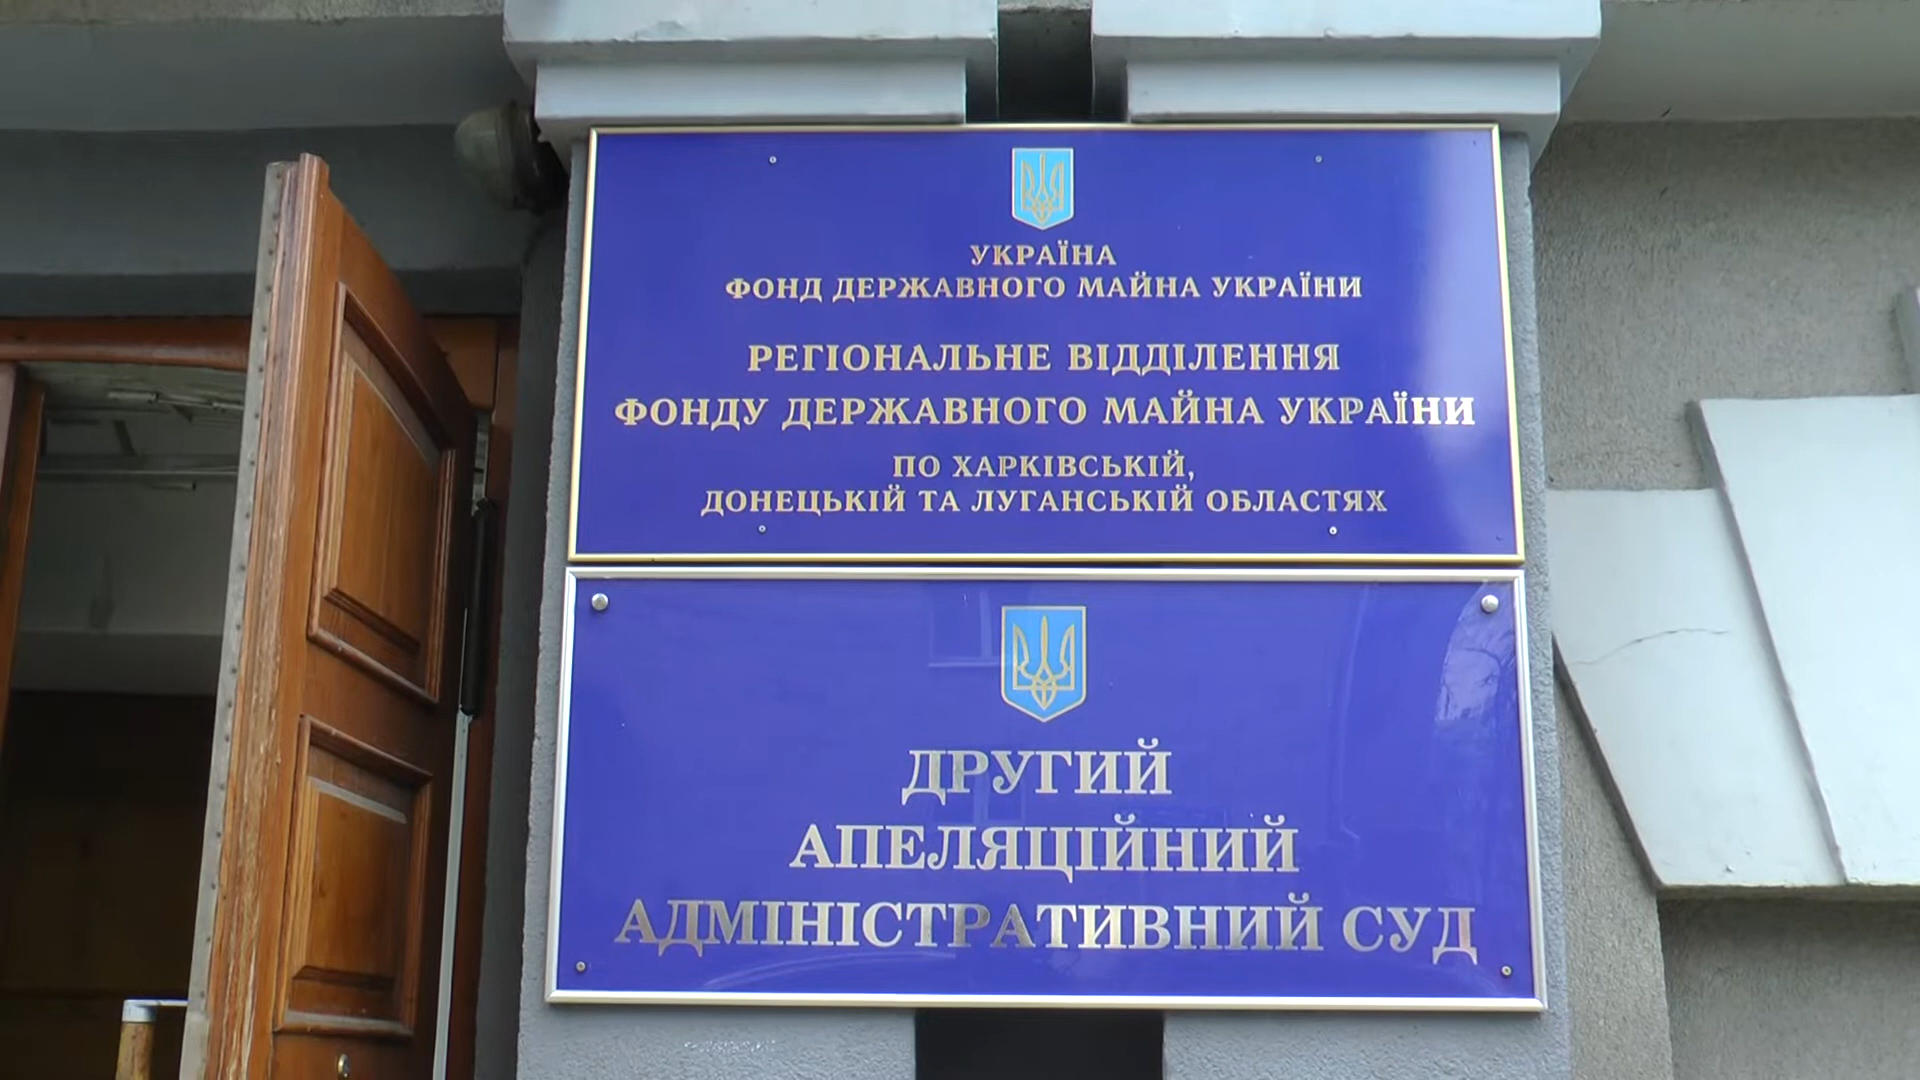 УКРАЇНА
ФОНД ДЕРЖАВНОГО МАЙНА УКРАЇНИ
РЕГІОНАЛЬНЕ ВІДДІЛЕННЯ
ФОНДУ ДЕРЖАВНОГО МАЙНА УКРАЇНИ
ПО ХАРКІВСЬКІЙ,
ДОНЕЦЬКІЙ ТА ЛУГАНСЬКІЙ ОБЛАСТЯХ
ДРУГИЙ
АПЕЛЯЦІЙНИЙ
АДМІНІСТРАТИВНИЙ СУД